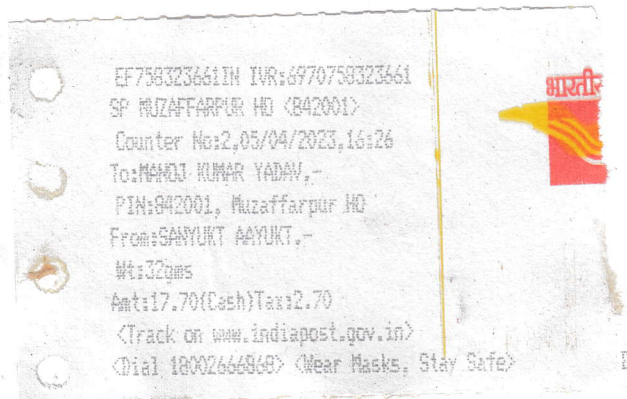 EF758323661IN IVR:6970758323661
SP MUZAFFARPUR HO <842001>
Counter No:2,05/04/2023,16:26
To:MANOJ KUMAR YADAV,-
PIN:842001, Muzaffarpur HO
From:SANYUKT AAYUKT,-
Wt:32gms
Amt:17.70(Cash)Tax:2.70
<Track on www.indiapost.gov.in>
<Dial 18002666868> <Wear Masks, Stay Safe>